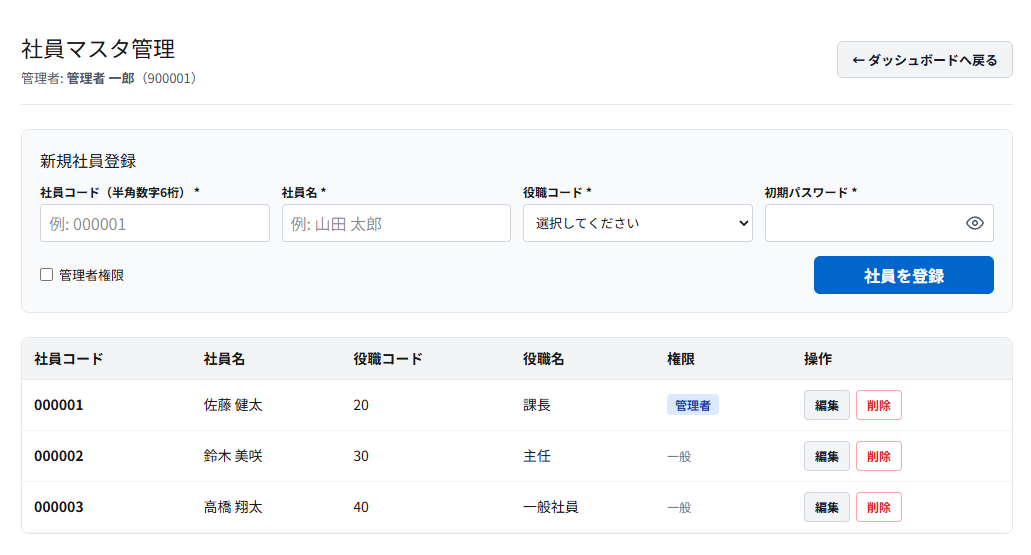 社員マスタ管理
← ダッシュボードへ戻る
管理者: 管理者 一郎（900001）
新規社員登録
社員コード（半角数字6桁） * 社員名 * 役職コード * 初期パスワード *
例: 000001 例: 山田 太郎 選択してください
管理者権限 社員を登録
社員コード 社員名 役職コード 役職名 権限 操作
000001 佐藤 健太 20 課長 管理者 編集 削除
000002 鈴木 美咲 30 主任 一般 編集 削除
000003 高橋 翔太 40 一般社員 一般 編集 削除